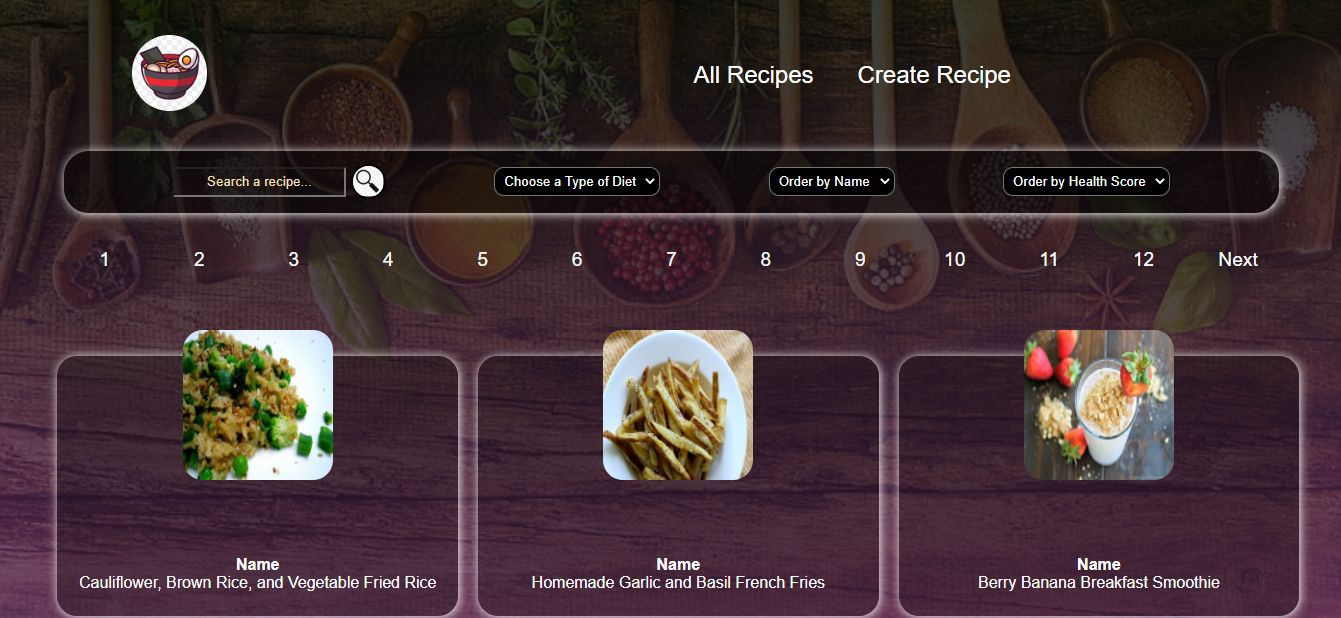 All Recipes Create Recipe
Search a recipe... Choose a Type of Diet Order by Name Order by Health Score
1 2 3 4 5 6 7 8 9 10 11 12 Next
Name
Cauliflower, Brown Rice, and Vegetable Fried Rice
Name
Homemade Garlic and Basil French Fries
Name
Berry Banana Breakfast Smoothie